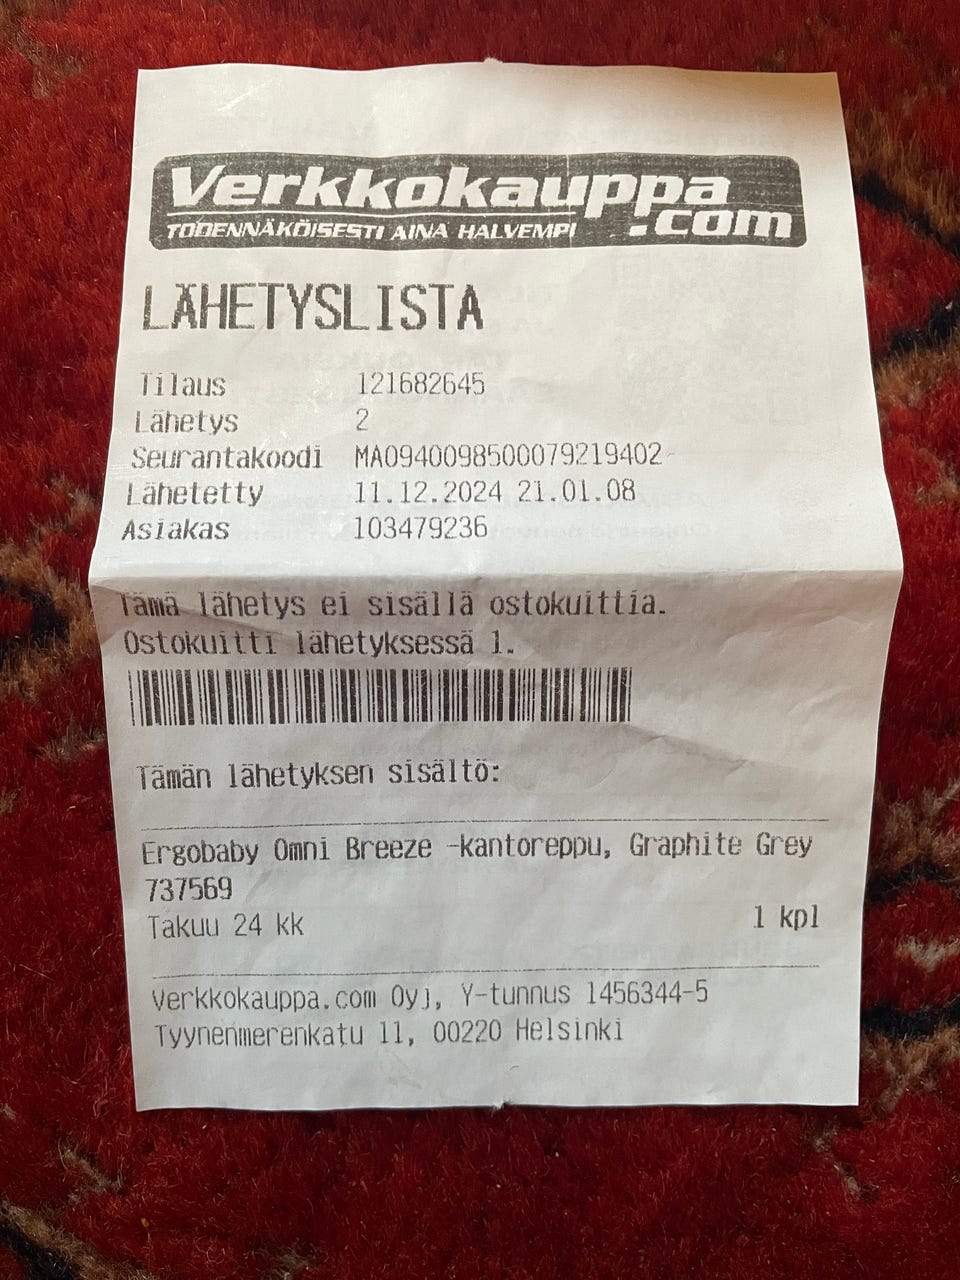 Verkkokauppa
.com
TODENNÄKÖISESTI AINA HALVEMPI
LÄHETYSLISTA
Tilaus 121682645
Lähetys 2
Seurantakoodi MA0940098500079219402
Lähetetty 11.12.2024 21.01.08
Asiakas 103479236
Tämä lähetys ei sisällä ostokuittia.
Ostokuitti lähetyksessä 1.
Tämän lähetyksen sisältö:
Ergobaby Omni Breeze -kantoreppu, Graphite Grey
737569
Takuu 24 kk 1 kpl
Verkkokauppa.com Oyj, Y-tunnus 1456344-5
Tyynenmerenkatu 11, 00220 Helsinki